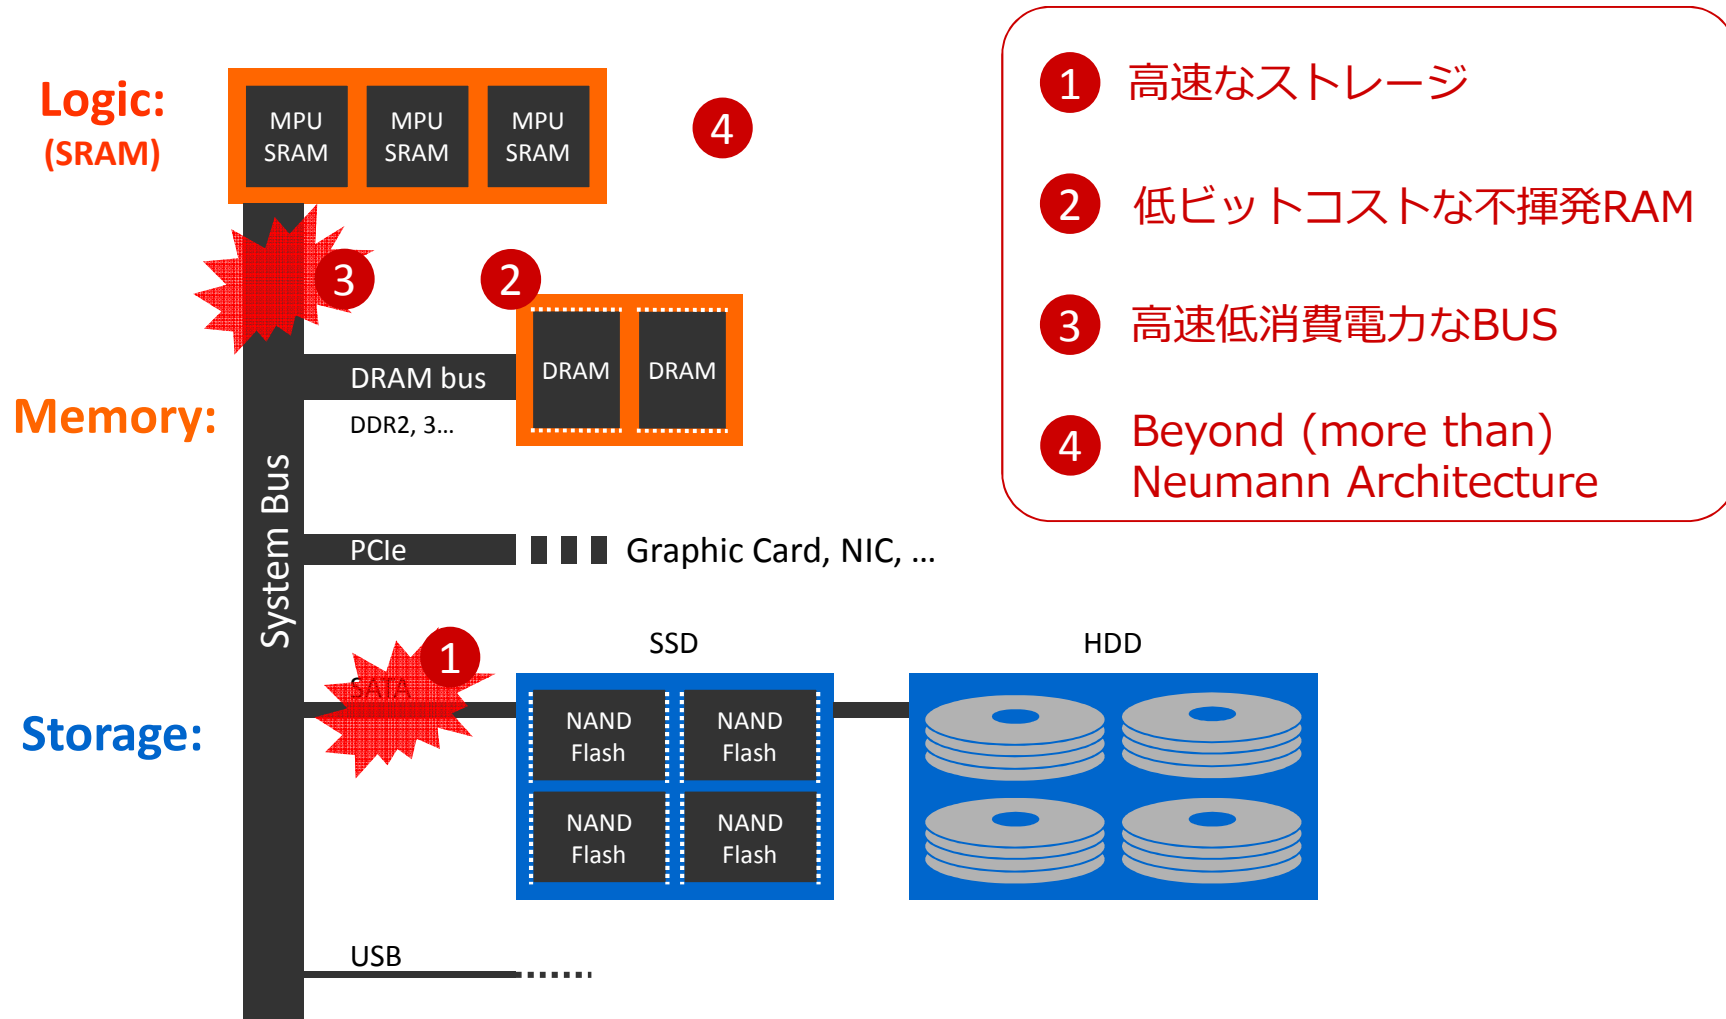 Logic:
(SRAM)
MPU
SRAM
MPU
SRAM
MPU
SRAM
4
3
2
DRAM
DRAM
DRAM bus
DDR2, 3...
Memory:
System Bus
PCIe
Graphic Card, NIC, ...
1
SATA
SSD
HDD
Storage:
NAND
Flash
NAND
Flash
NAND
Flash
NAND
Flash
USB
1 高速なストレージ
2 低ビットコストな不揮発RAM
3 高速低消費電力なBUS
4 Beyond (more than)
Neumann Architecture